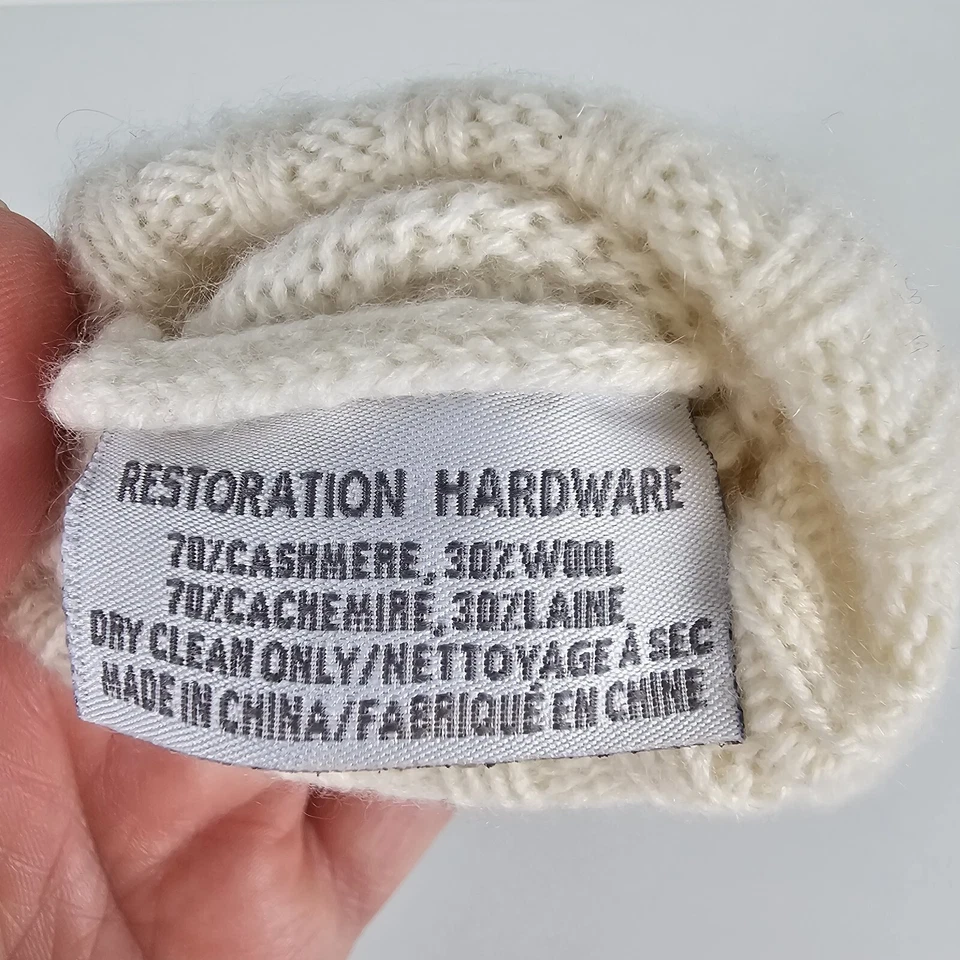 RESTORATION HARDWARE
70%CASHMERE, 30%WOOL
70%CACHEMIRE, 30%LAINE
DRY CLEAN ONLY/NETTOYAGE À SEC
MADE IN CHINA/FABRIQUÉ EN CHINE